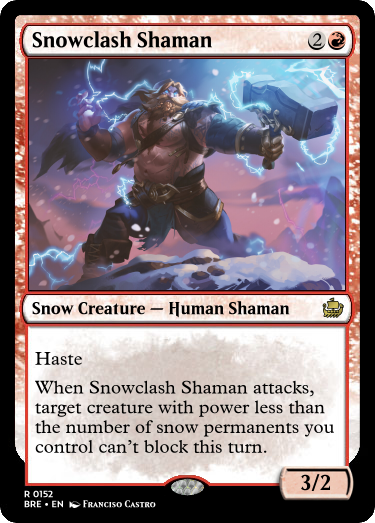 Snowclash Shaman 2
Snow Creature — Human Shaman
Haste
When Snowclash Shaman attacks,
target creature with power less than
the number of snow permanents you
control can't block this turn.
3/2
R 0152
BRE • EN Franciso Castro